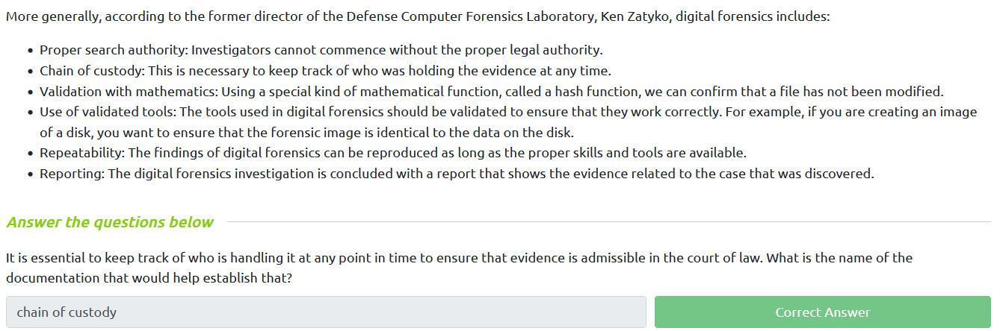 More generally, according to the former director of the Defense Computer Forensics Laboratory, Ken Zatyko, digital forensics includes:
• Proper search authority: Investigators cannot commence without the proper legal authority.
• Chain of custody: This is necessary to keep track of who was holding the evidence at any time.
• Validation with mathematics: Using a special kind of mathematical function, called a hash function, we can confirm that a file has not been modified.
• Use of validated tools: The tools used in digital forensics should be validated to ensure that they work correctly. For example, if you are creating an image
of a disk, you want to ensure that the forensic image is identical to the data on the disk.
• Repeatability: The findings of digital forensics can be reproduced as long as the proper skills and tools are available.
• Reporting: The digital forensics investigation is concluded with a report that shows the evidence related to the case that was discovered.
Answer the questions below
It is essential to keep track of who is handling it at any point in time to ensure that evidence is admissible in the court of law. What is the name of the
documentation that would help establish that?
chain of custody
Correct Answer